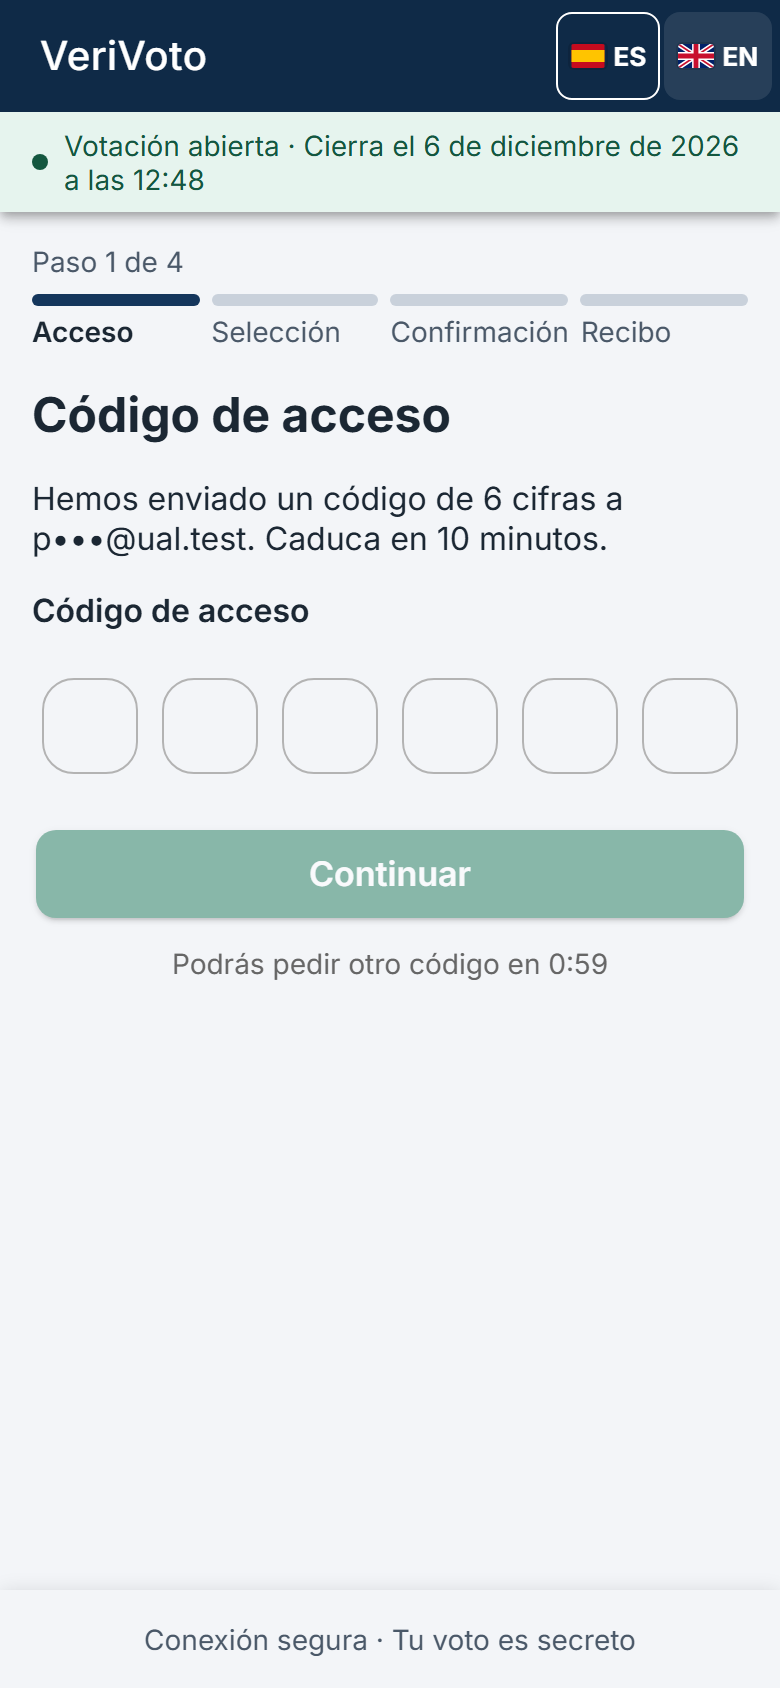 VeriVoto
ES
EN
Votación abierta · Cierra el 6 de diciembre de 2026
a las 12:48
Paso 1 de 4
Acceso
Selección
Confirmación
Recibo
Código de acceso
Hemos enviado un código de 6 cifras a
p•••@ual.test. Caduca en 10 minutos.
Código de acceso
Continuar
Podrás pedir otro código en 0:59
Conexión segura · Tu voto es secreto